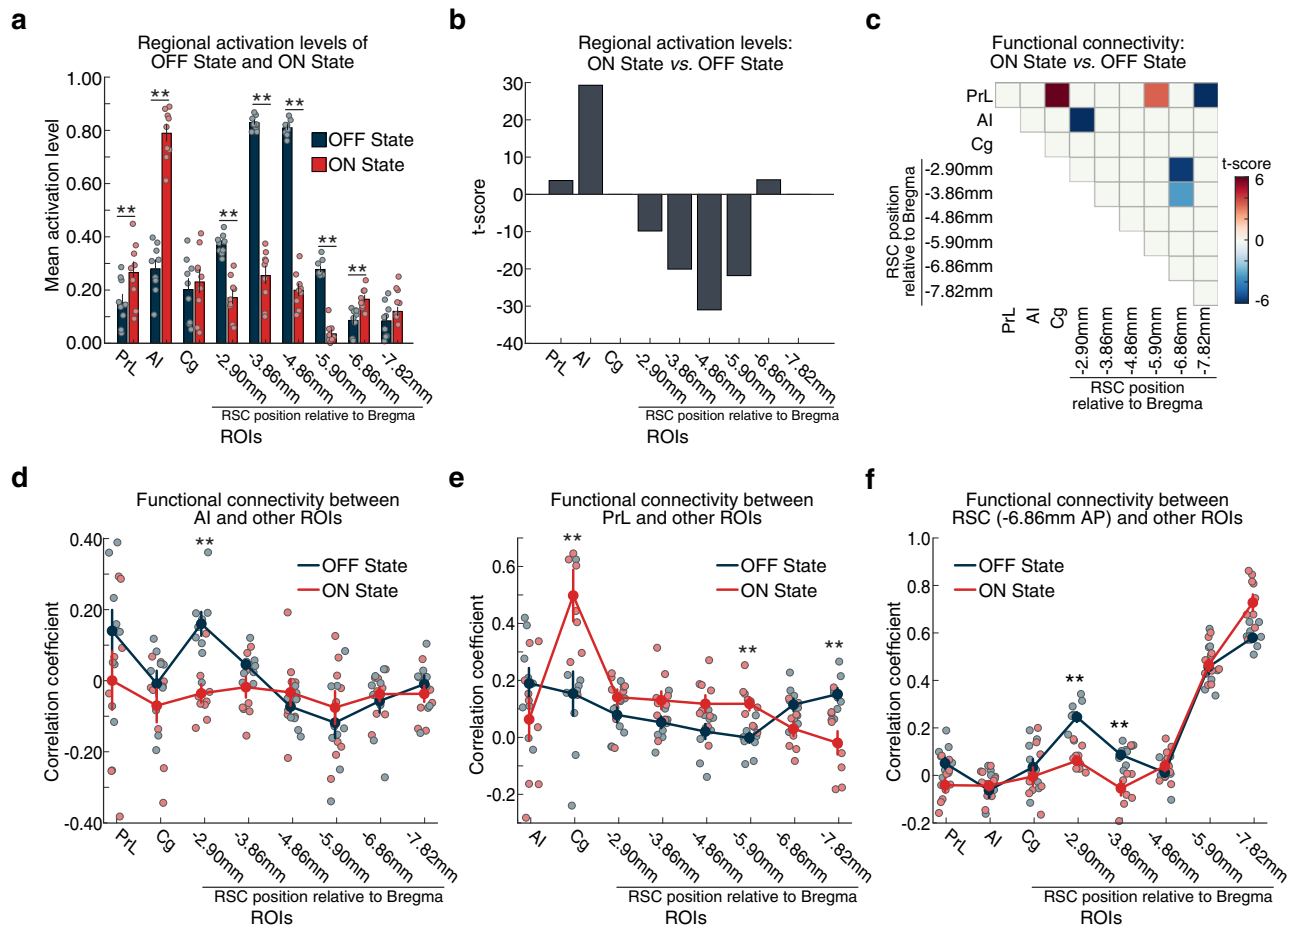 a
Regional activation levels of
OFF State and ON State
Mean activation level
1.00
0.80
0.60
0.40
0.20
0.00
**
**
**
**
**
**
**
OFF State
ON State
PrL
AI
Cg
-2.90mm
-3.86mm
-4.86mm
-5.90mm
-6.86mm
-7.82mm
RSC position relative to Bregma
ROIs
b
Regional activation levels:
ON State vs. OFF State
t-score
30
20
10
0
-10
-20
-30
-40
PrL
AI
Cg
-2.90mm
-3.86mm
-4.86mm
-5.90mm
-6.86mm
-7.82mm
RSC position relative to Bregma
ROIs
c
Functional connectivity:
ON State vs. OFF State
PrL
AI
Cg
-2.90mm
-3.86mm
-4.86mm
-5.90mm
-6.86mm
-7.82mm
RSC position
relative to Bregma
t-score
6
0
-6
PrL
AI
Cg
-2.90mm
-3.86mm
-4.86mm
-5.90mm
-6.86mm
-7.82mm
RSC position
relative to Bregma
d
Functional connectivity between
AI and other ROIs
Correlation coefficient
0.40
0.20
0
-0.20
-0.40
**
OFF State
ON State
PrL
Cg
-2.90mm
-3.86mm
-4.86mm
-5.90mm
-6.86mm
-7.82mm
RSC position relative to Bregma
ROIs
e
Functional connectivity between
PrL and other ROIs
Correlation coefficient
0.6
0.4
0.2
0.0
-0.2
**
**
**
OFF State
ON State
AI
Cg
-2.90mm
-3.86mm
-4.86mm
-5.90mm
-6.86mm
-7.82mm
RSC position relative to Bregma
ROIs
f
Functional connectivity between
RSC (-6.86mm AP) and other ROIs
Correlation coefficient
1.0
0.8
0.6
0.4
0.2
0
-0.2
**
**
OFF State
ON State
PrL
AI
Cg
-2.90mm
-3.86mm
-4.86mm
-5.90mm
-7.82mm
RSC position relative to Bregma
ROIs